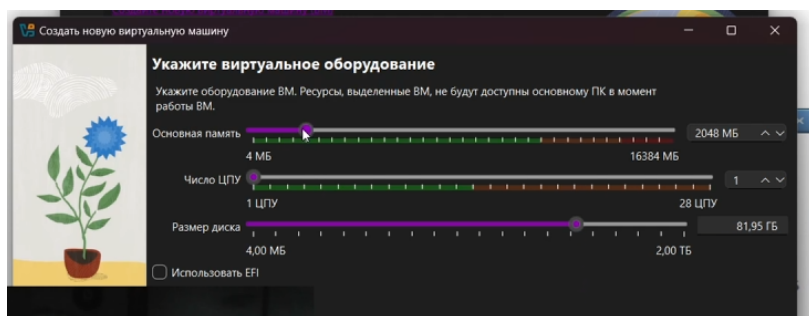 Создать новую виртуальную машину
Укажите виртуальное оборудование
Укажите оборудование ВМ. Ресурсы, выделенные ВМ, не будут доступны основному ПК в момент
работы ВМ.
Основная память 2048 МБ
4 МБ 16384 МБ
Число ЦПУ 1
1 ЦПУ 28 ЦПУ
Размер диска 81,95 ГБ
4,00 МБ 2,00 ТБ
Использовать EFI